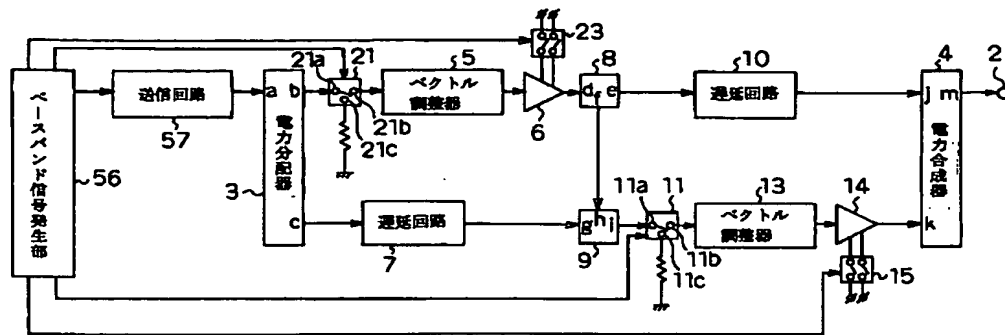 23
21a
21
5
8
10
4
2
送信回路
a
b
ベクトル
調整器
d
f
e
遅延回路
j
m
57
21b
21c
6
ベースバンド信号発生部
56
電力分配器
3
電力合成器
c
遅延回路
7
g
h
i
9
11a
11
13
14
ベクトル
調整器
k
11b
11c
15